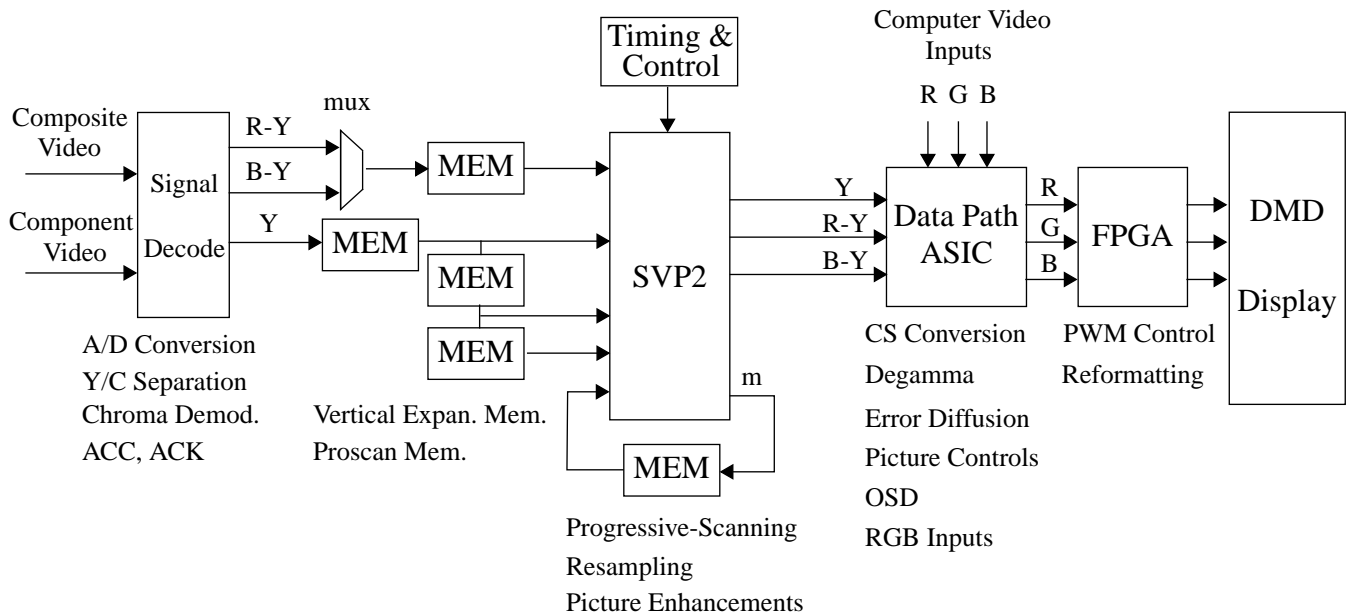 Timing &
Control
Computer Video
Inputs
R G B
Composite
Video
Component
Video
Signal
Decode
R-Y
B-Y
Y
mux
MEM
MEM
MEM
MEM
SVP2
m
MEM
Y
R-Y
B-Y
Data Path
ASIC
R
G
B
FPGA
DMD
Display
A/D Conversion
Y/C Separation
Chroma Demod.
ACC, ACK
Vertical Expan. Mem.
Proscan Mem.
Progressive-Scanning
Resampling
Picture Enhancements
CS Conversion
Degamma
Error Diffusion
Picture Controls
OSD
RGB Inputs
PWM Control
Reformatting